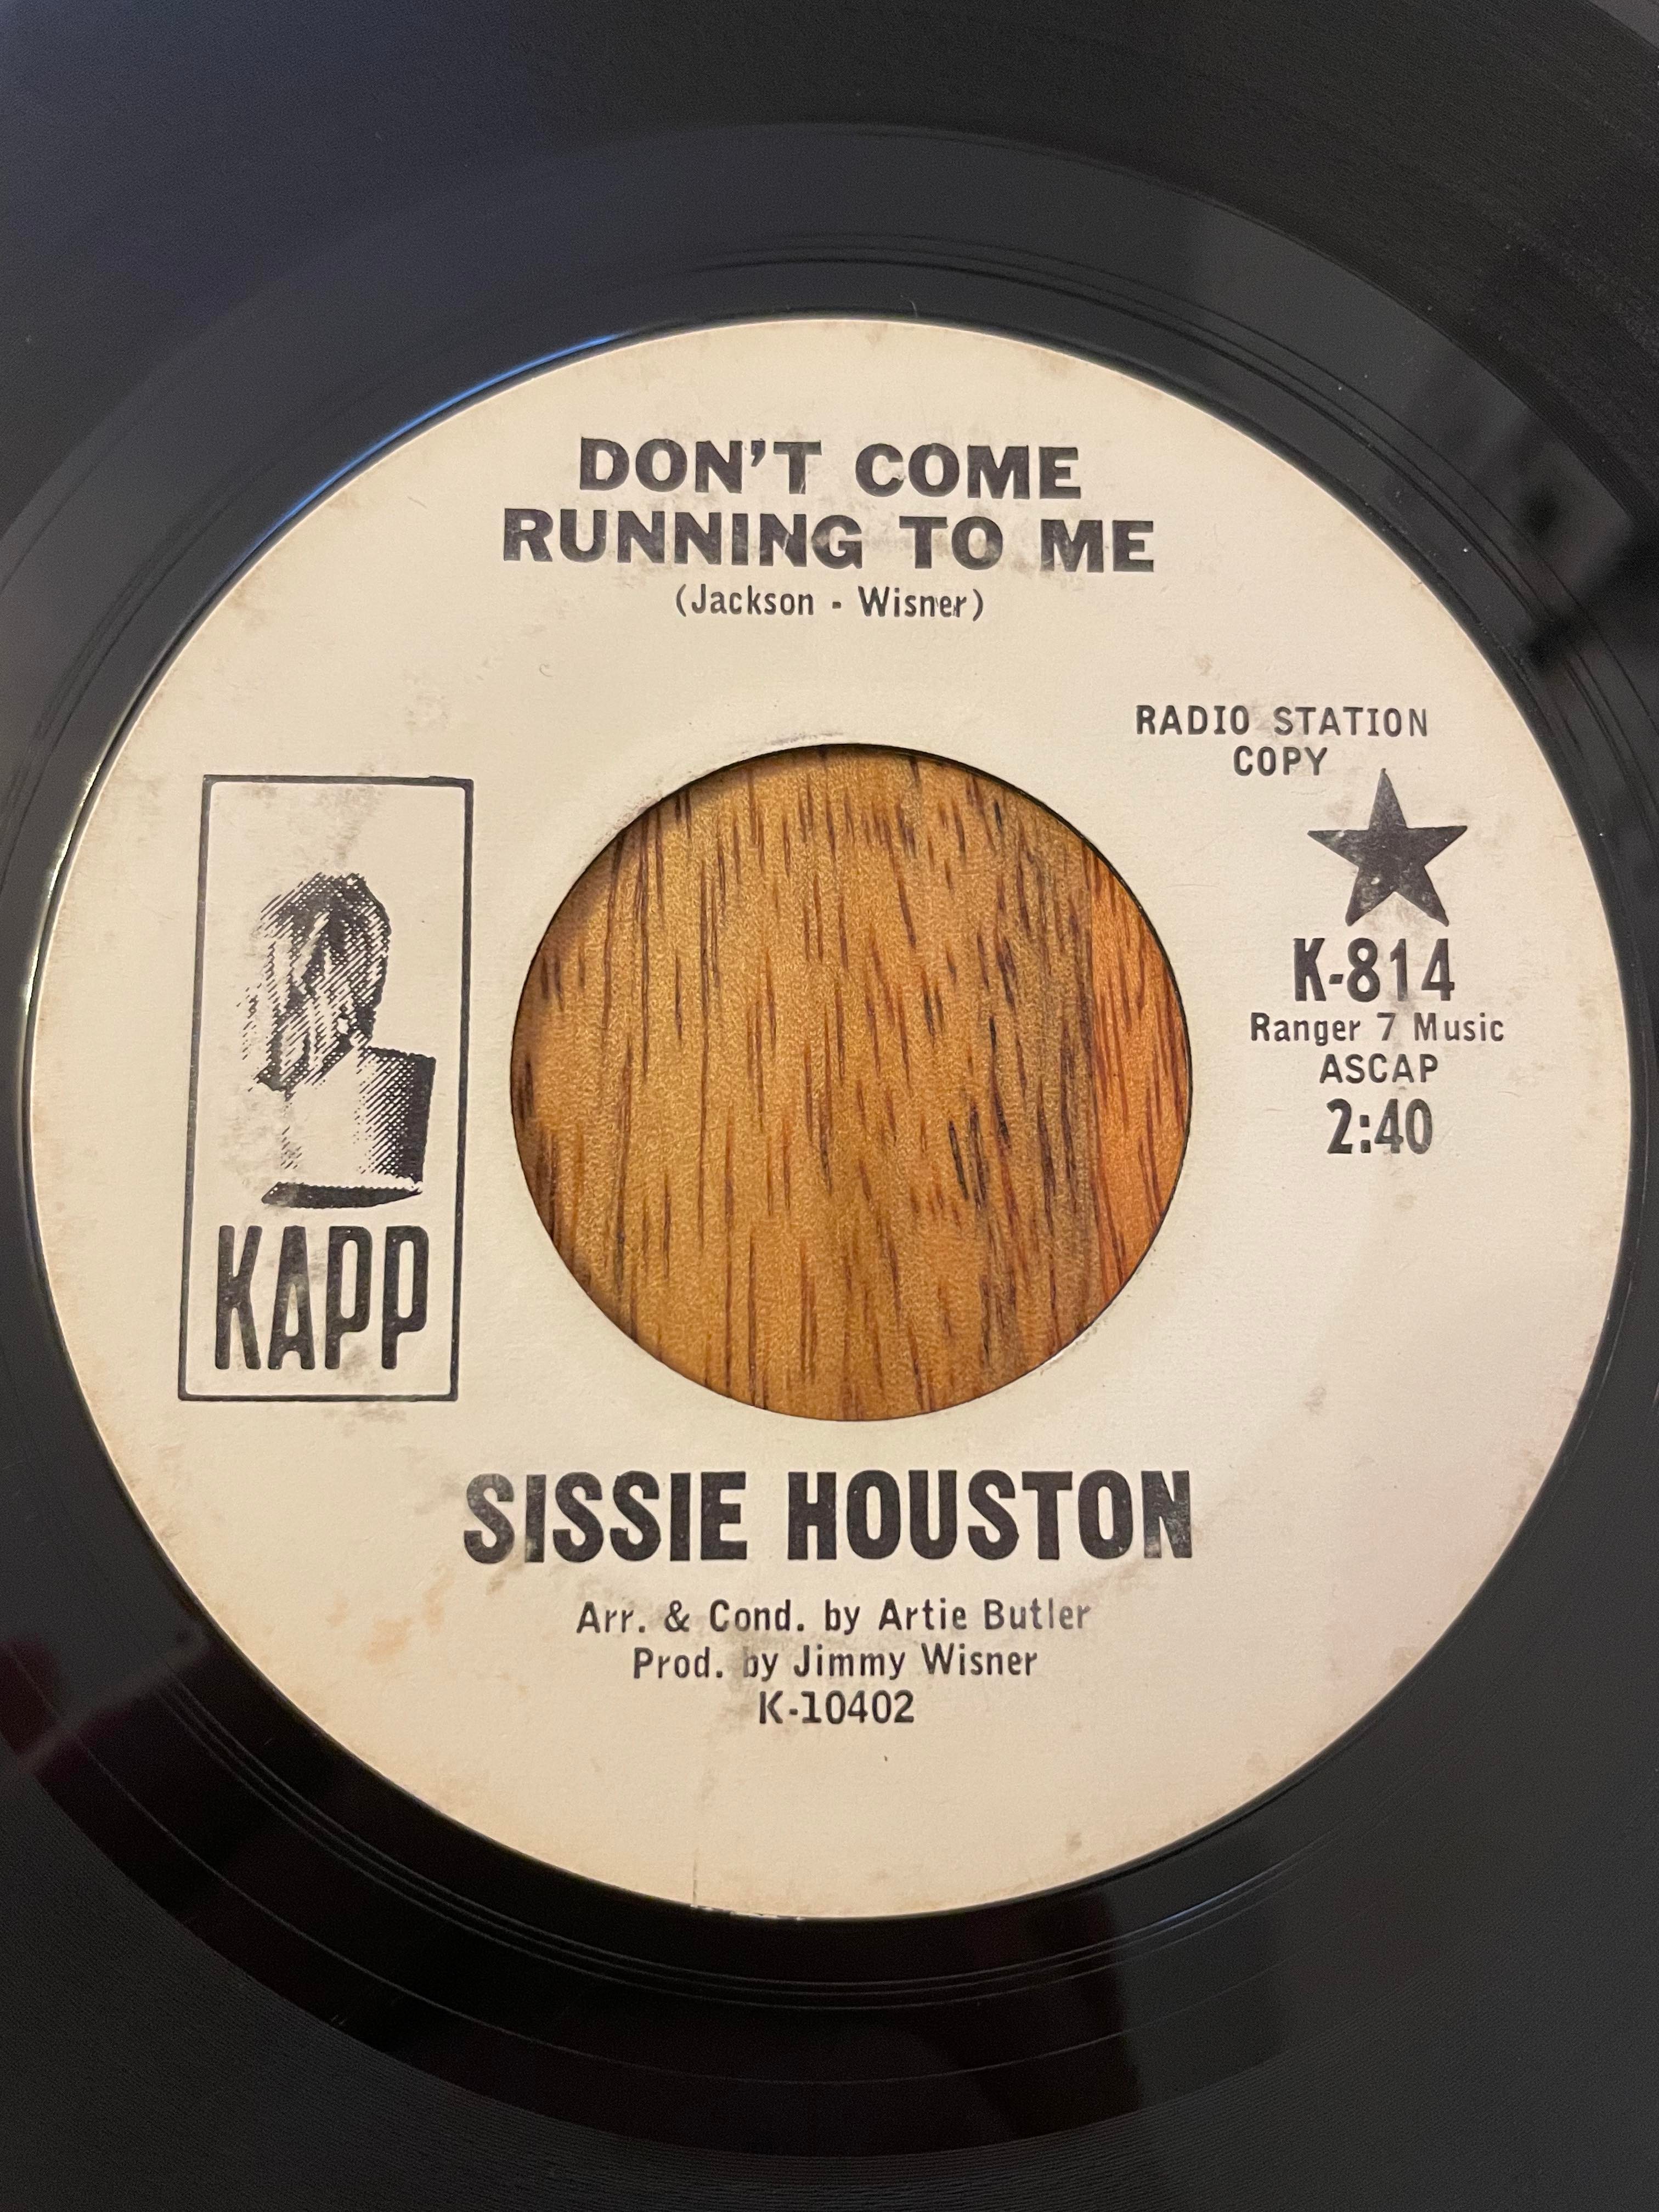 DON'T COME
RUNNING TO ME
(Jackson - Wisner)
RADIO STATION
COPY
K-814
Ranger 7 Music
ASCAP
2:40
KAPP
SISSIE HOUSTON
Arr. & Cond. by Artie Butler
Prod. by Jimmy Wisner
K-10402